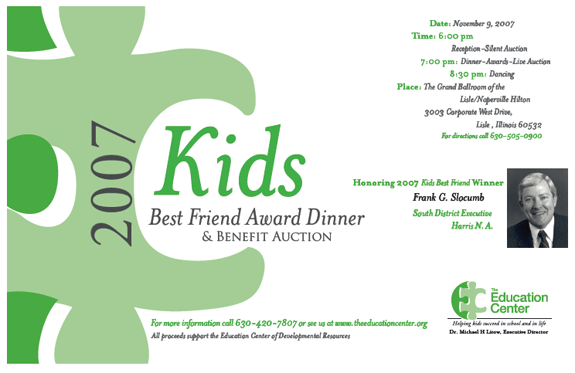 Date: November 9, 2007
Time: 6:00 pm
Reception-Silent Auction
7:00 pm: Dinner-Awards-Live Auction
8:30 pm: Dancing
Place: The Grand Ballroom of the
Lisle/Naperville Hilton
3003 Corporate West Drive,
Lisle, Illinois 60532
For directions call 630-505-0900
2007
Kids
Best Friend Award Dinner
& BENEFIT AUCTION
Honoring 2007 Kids Best Friend Winner
Frank G. Slocumb
South District Executive
Harris N. A.
The
Education
Center
Helping kids succeed in school and in life
Dr. Michael H Litow, Executive Director
For more information call 630-420-7807 or see us at www.theeducationcenter.org
All proceeds support the Education Center of Developmental Resources